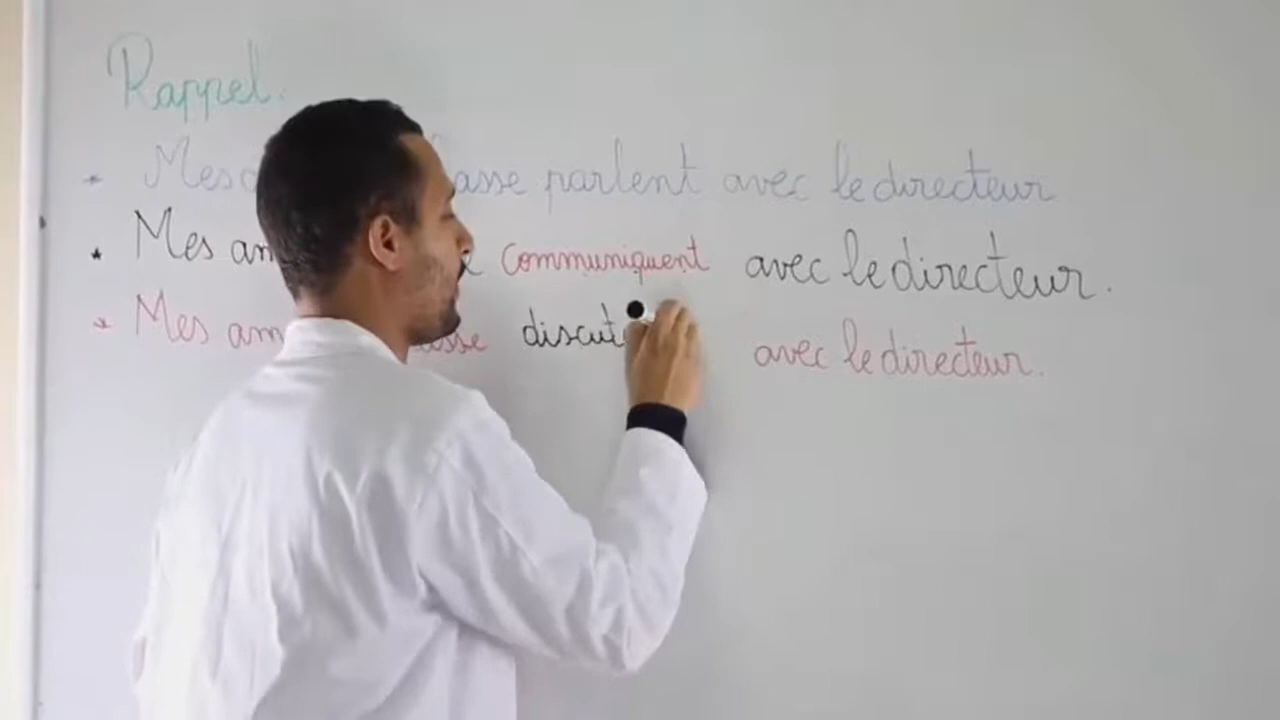 Rappel.
* Mes asse parlent avec le directeur
* Mes am communiquent avec le directeur.
* Mes am asse discut avec le directeur.